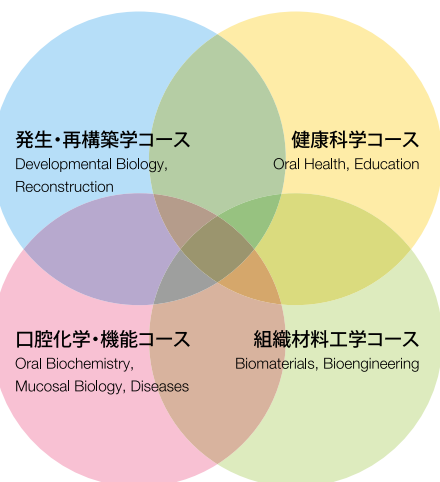 発生・再構築学コース
Developmental Biology,
Reconstruction
健康科学コース
Oral Health, Education
口腔化学・機能コース
Oral Biochemistry,
Mucosal Biology, Diseases
組織材料工学コース
Biomaterials, Bioengineering